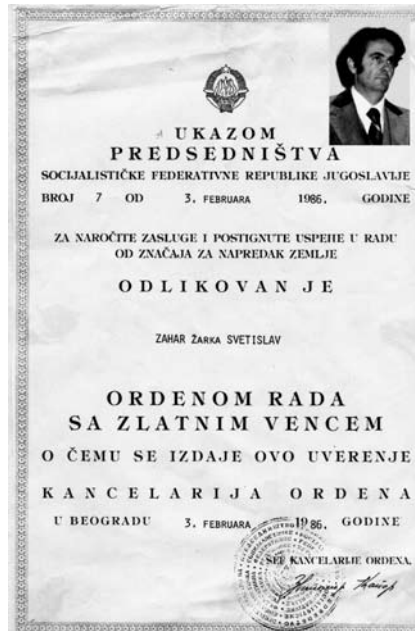 UKAZOM
PREDSEDNIŠTVA
SOCIJALISTIČKE FEDERATIVNE REPUBLIKE JUGOSLAVIJE
BROJ 7 OD 3. FEBRUARA 1986. GODINE
ZA NAROČITE ZASLUGE I POSTIGNUTE USPEHE U RADU
OD ZNAČAJA ZA NAPREDAK ZEMLJE
ODLIKOVAN JE
ZAHAR ŽARKA SVETISLAV
ORDENOM RADA
SA ZLATNIM VENCEM
O ČEMU SE IZDAJE OVO UVERENJE
KANCELARIJA ORDENA
U BEOGRADU 3. FEBRUARA 1986. GODINE
ŠEF KANCELARIJE ORDENA,